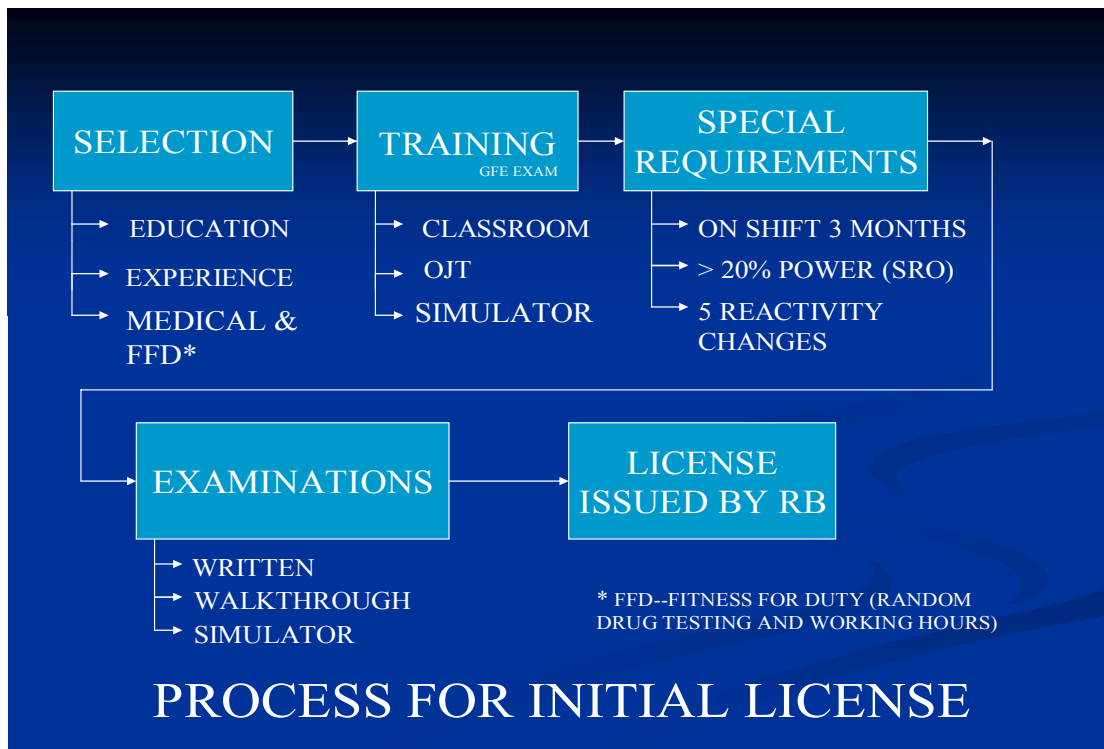 SELECTION
EDUCATION
EXPERIENCE
MEDICAL &
FFD*
TRAINING
GFE EXAM
CLASSROOM
OJT
SIMULATOR
SPECIAL
REQUIREMENTS
ON SHIFT 3 MONTHS
> 20% POWER (SRO)
5 REACTIVITY
CHANGES
EXAMINATIONS
WRITTEN
WALKTHROUGH
SIMULATOR
LICENSE
ISSUED BY RB
* FFD--FITNESS FOR DUTY (RANDOM
DRUG TESTING AND WORKING HOURS)
PROCESS FOR INITIAL LICENSE